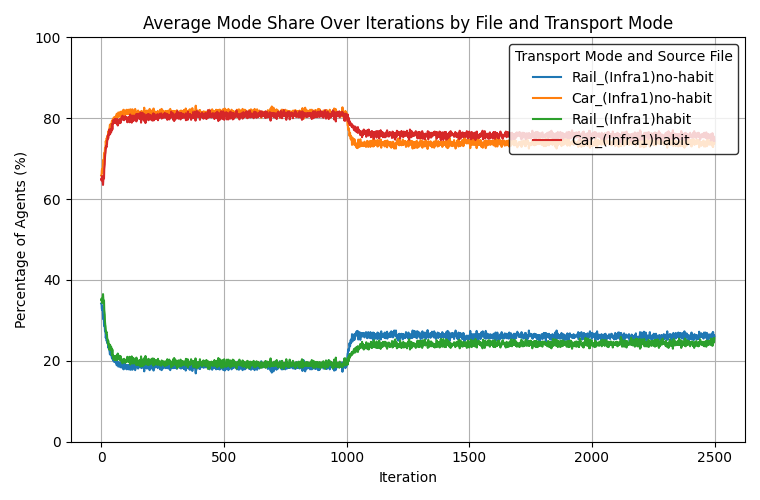 Average Mode Share Over Iterations by File and Transport Mode
100
80
60
40
20
0
Percentage of Agents (%)
Transport Mode and Source File
Rail_(Infra1)no-habit
Car_(Infra1)no-habit
Rail_(Infra1)habit
Car_(Infra1)habit
0 500 1000 1500 2000 2500
Iteration